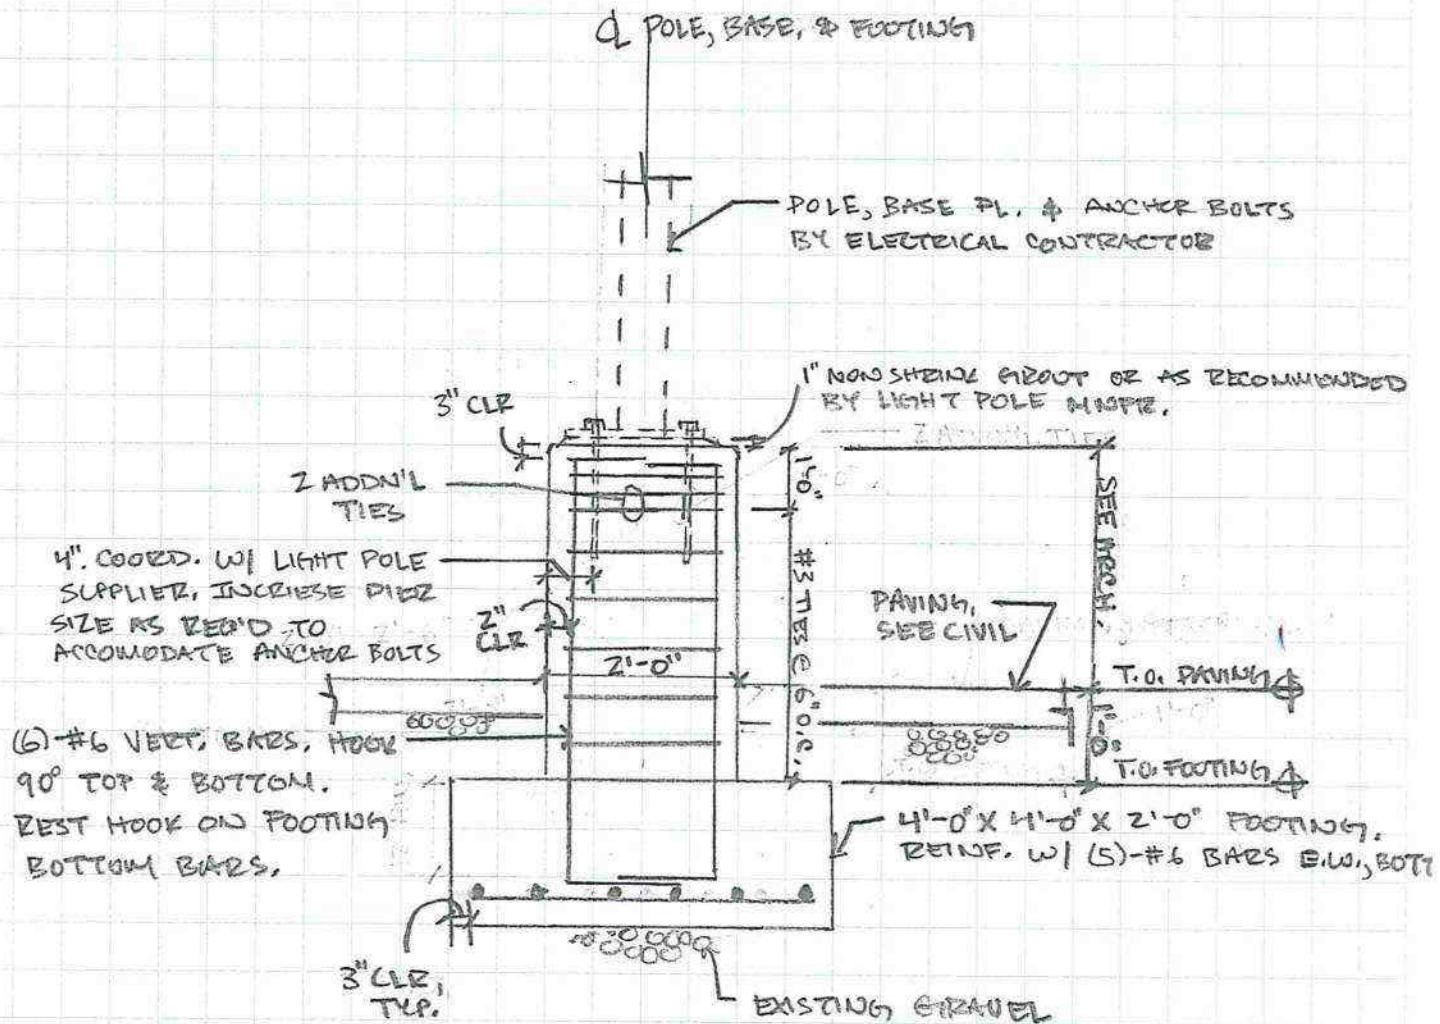 ℄ POLE, BASE, & FOOTING
POLE, BASE PL. & ANCHOR BOLTS
BY ELECTRICAL CONTRACTOR
1" NON SHRINK GROUT OR AS RECOMMENDED
BY LIGHT POLE MNFR.
3" CLR
2 ADDN'L
TIES
1'-0"
SEE ARCH.
4". COORD. W/ LIGHT POLE
SUPPLIER, INCRIESE PIER
SIZE AS REQ'D TO
ACCOMODATE ANCHOR BOLTS
2"
CLR
2'-0"
#3 TIES @ 6" O.C.
PAVING,
SEE CIVIL
T.O. PAVING
1'-0"
T.O. FOOTING
(6)-#6 VERT. BARS, HOOK
90° TOP & BOTTOM.
REST HOOK ON FOOTING
BOTTOM BARS.
4'-0" X 4'-0" X 2'-0" FOOTING.
REINF. W/ (5)-#6 BARS E.W., BOTT
3" CLR,
TYP.
EXISTING GRAVEL